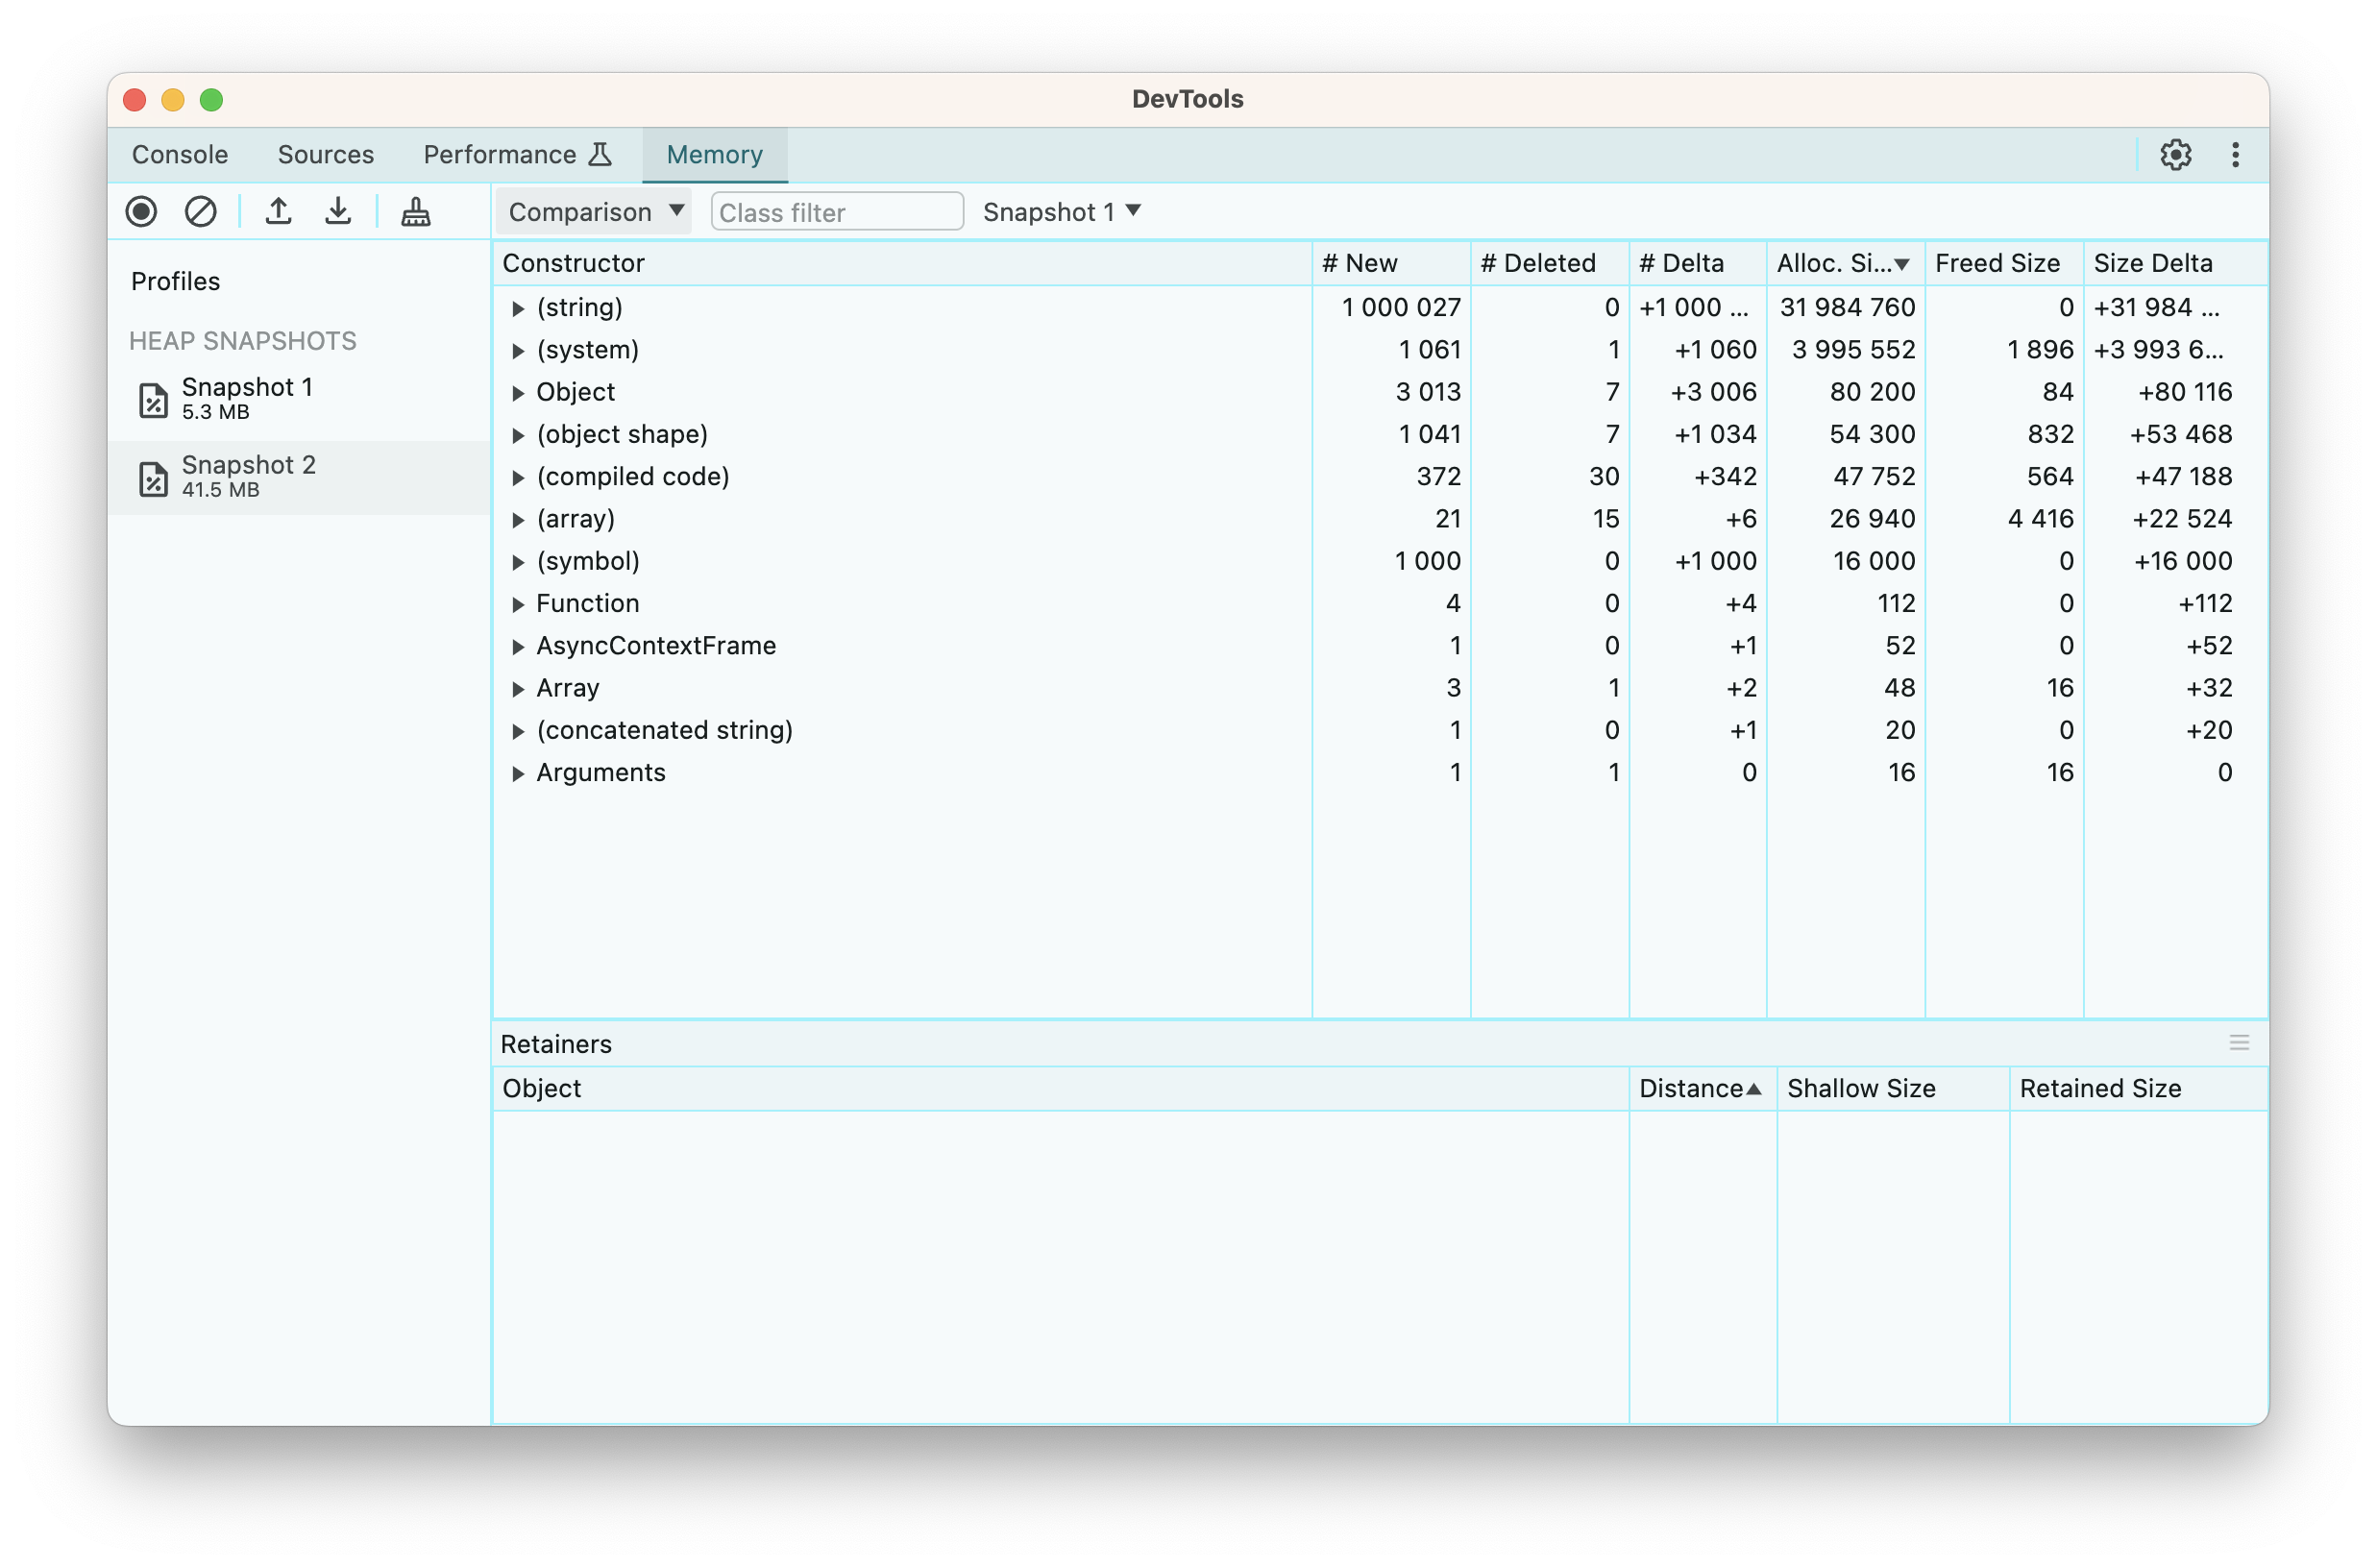 DevTools
Console Sources Performance Memory
Comparison Class filter Snapshot 1
Profiles
HEAP SNAPSHOTS
Snapshot 1
5.3 MB
Snapshot 2
41.5 MB
Constructor # New # Deleted # Delta Alloc. Si... Freed Size Size Delta
(string) 1 000 027 0 +1 000 ... 31 984 760 0 +31 984 ...
(system) 1 061 1 +1 060 3 995 552 1 896 +3 993 6...
Object 3 013 7 +3 006 80 200 84 +80 116
(object shape) 1 041 7 +1 034 54 300 832 +53 468
(compiled code) 372 30 +342 47 752 564 +47 188
(array) 21 15 +6 26 940 4 416 +22 524
(symbol) 1 000 0 +1 000 16 000 0 +16 000
Function 4 0 +4 112 0 +112
AsyncContextFrame 1 0 +1 52 0 +52
Array 3 1 +2 48 16 +32
(concatenated string) 1 0 +1 20 0 +20
Arguments 1 1 0 16 16 0
Retainers
Object Distance Shallow Size Retained Size